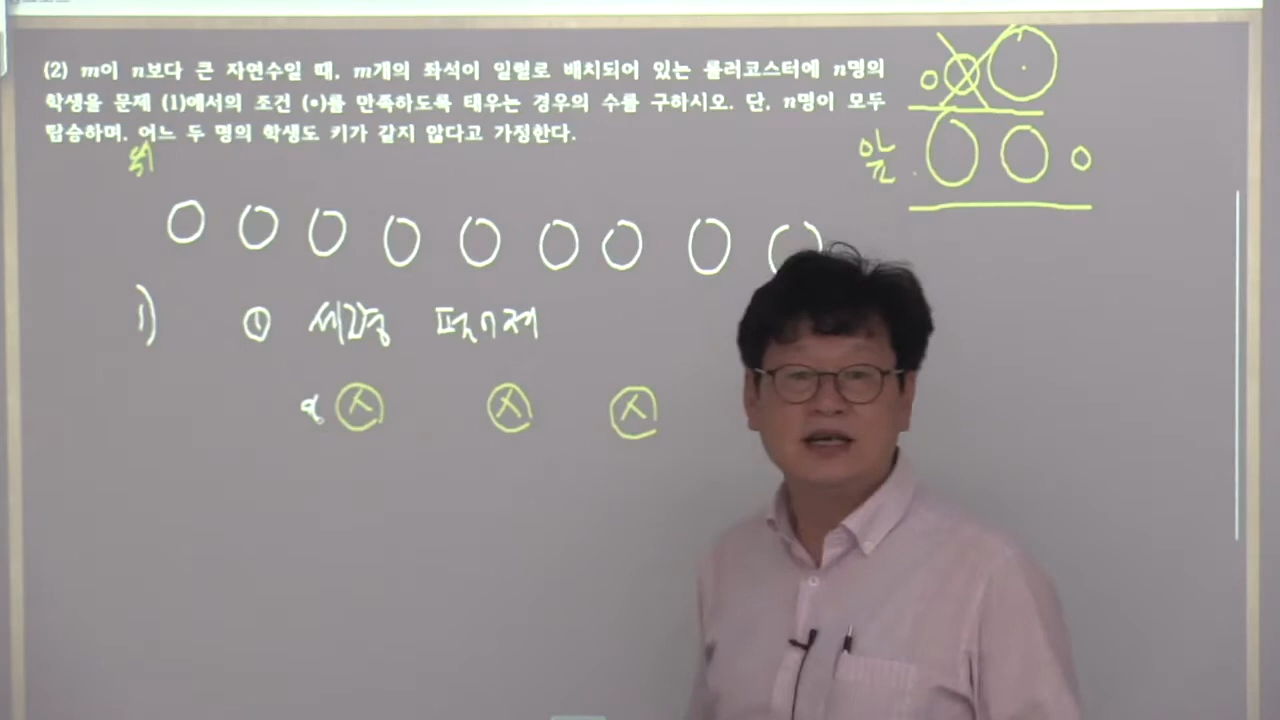 (2) m이 n보다 큰 자연수일 때, m개의 좌석이 일렬로 배치되어 있는 롤러코스터에 n명의
학생을 문제 (1)에서의 조건 (*)를 만족하도록 태우는 경우의 수를 구하시오. 단, n명이 모두
탑승하며, 어느 두 명의 학생도 키가 같지 않다고 가정한다.
앞
1) ①